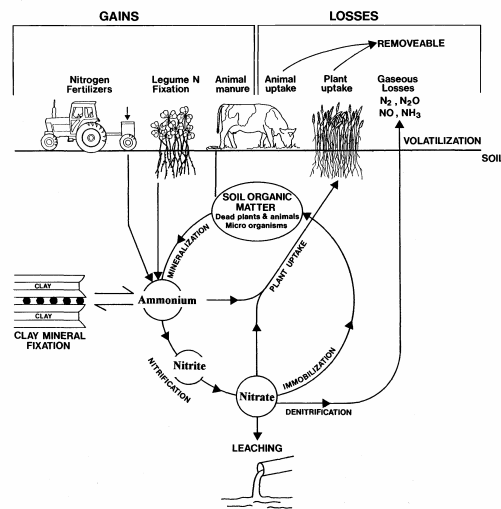 GAINS
LOSSES
REMOVEABLE
Nitrogen
Fertilizers
Legume N
Fixation
Animal
manure
Animal
uptake
Plant
uptake
Gaseous
Losses
N2 , N2O
NO , NH3
VOLATILIZATION
SOIL
SOIL ORGANIC
MATTER
Dead plants & animals
Micro organisms
MINERALIZATION
PLANT UPTAKE
CLAY
CLAY
CLAY MINERAL
FIXATION
Ammonium
Nitrite
NITRIFICATION
Nitrate
IMMOBILIZATION
DENITRIFICATION
LEACHING